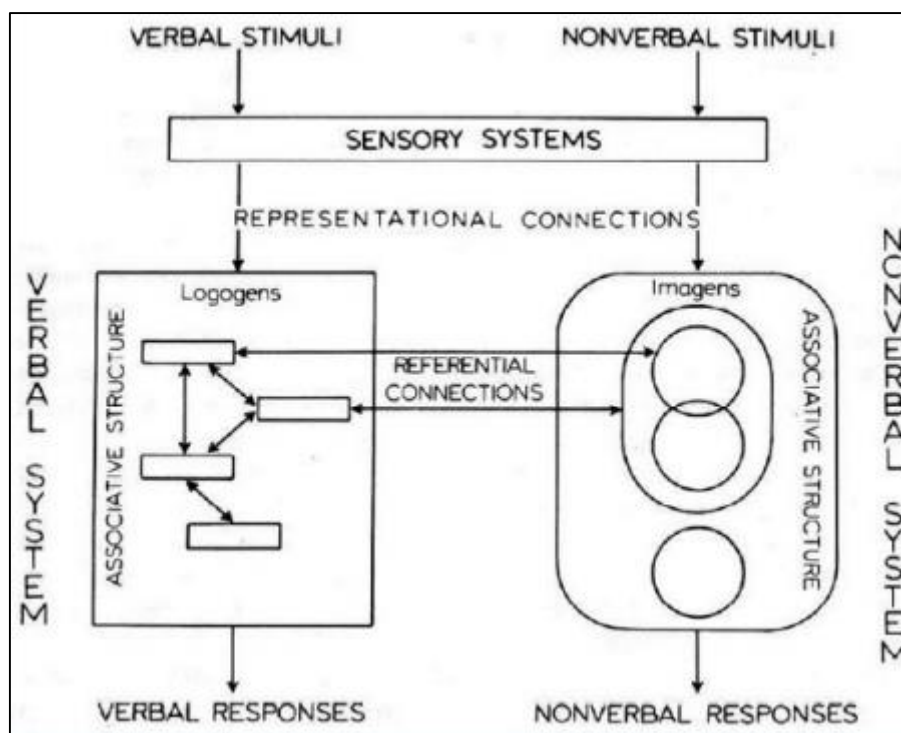 VERBAL STIMULI
NONVERBAL STIMULI
SENSORY SYSTEMS
REPRESENTATIONAL CONNECTIONS
VERBAL SYSTEM
ASSOCIATIVE STRUCTURE
Logogens
REFERENTIAL
CONNECTIONS
Imagens
ASSOCIATIVE STRUCTURE
NONVERBAL SYSTEM
VERBAL RESPONSES
NONVERBAL RESPONSES